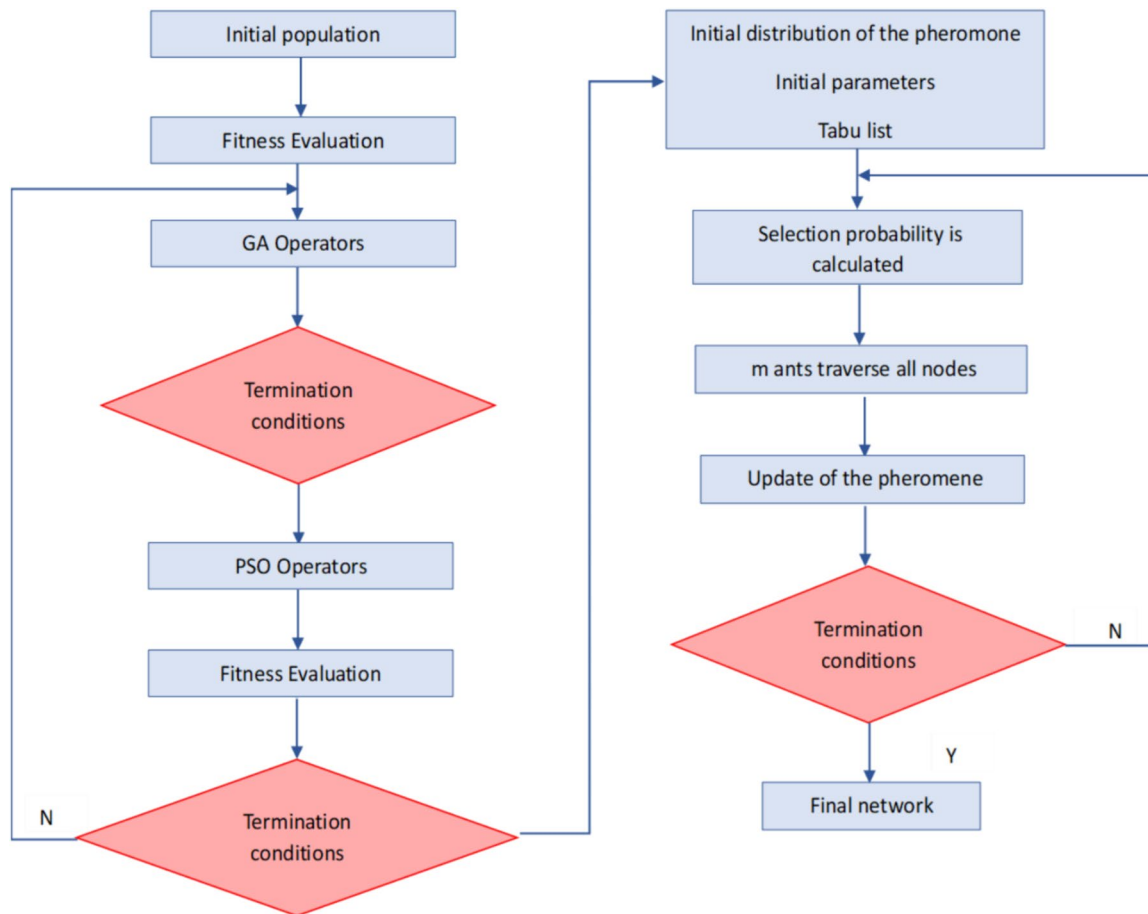 Initial population
Fitness Evaluation
GA Operators
Termination
conditions
PSO Operators
Fitness Evaluation
N
Termination
conditions
Initial distribution of the pheromone
Initial parameters
Tabu list
Selection probability is
calculated
m ants traverse all nodes
Update of the pheromene
Termination
conditions
N
Y
Final network